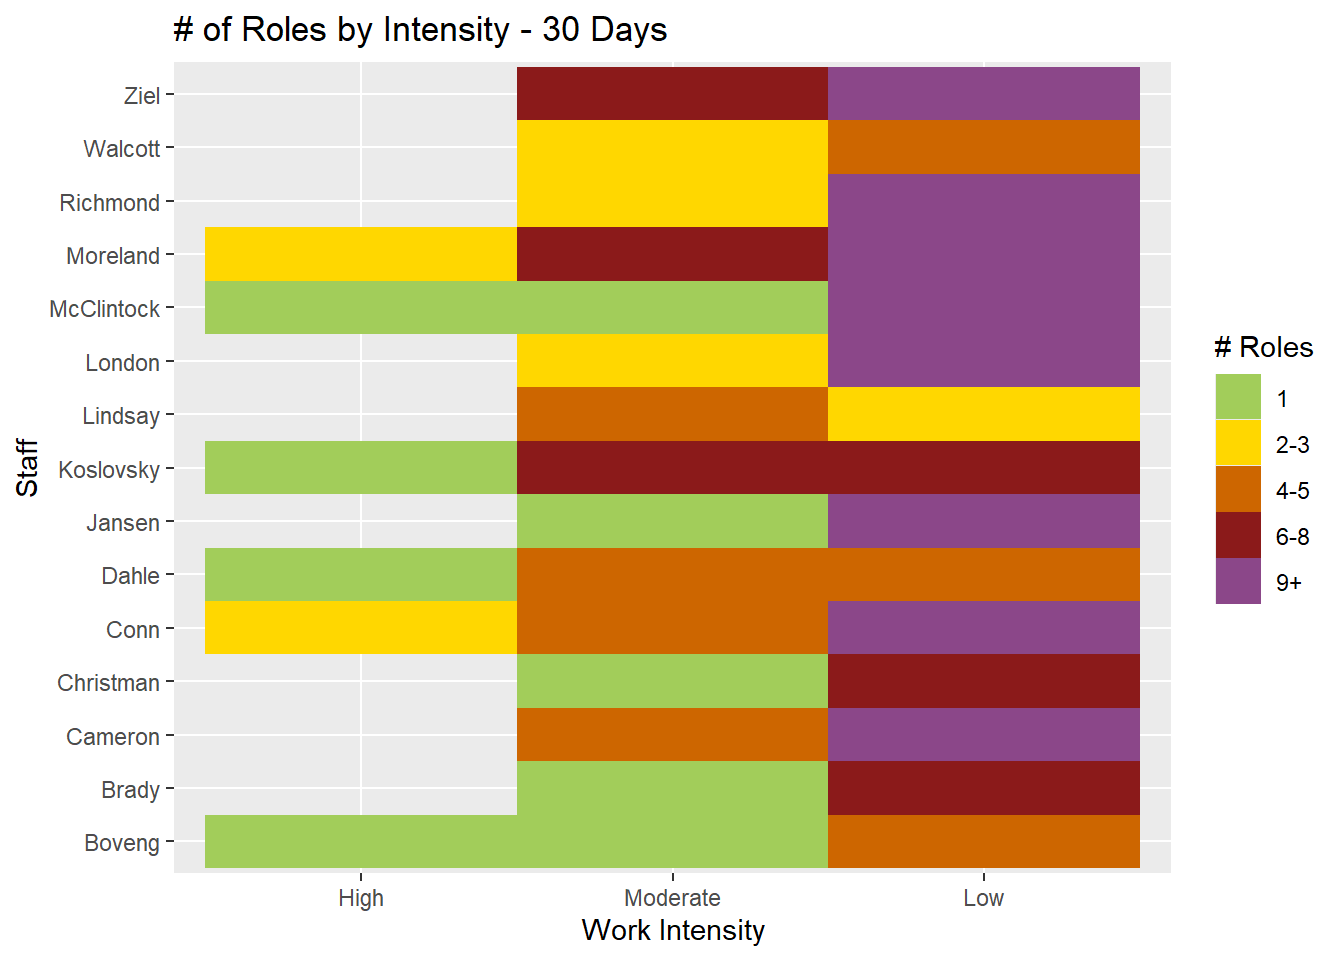 # of Roles by Intensity - 30 Days
Ziel
Walcott
Richmond
Moreland
McClintock
London
Lindsay
Koslovsky
Jansen
Dahle
Conn
Christman
Cameron
Brady
Boveng
Staff
High Moderate Low
Work Intensity
# Roles
1
2-3
4-5
6-8
9+